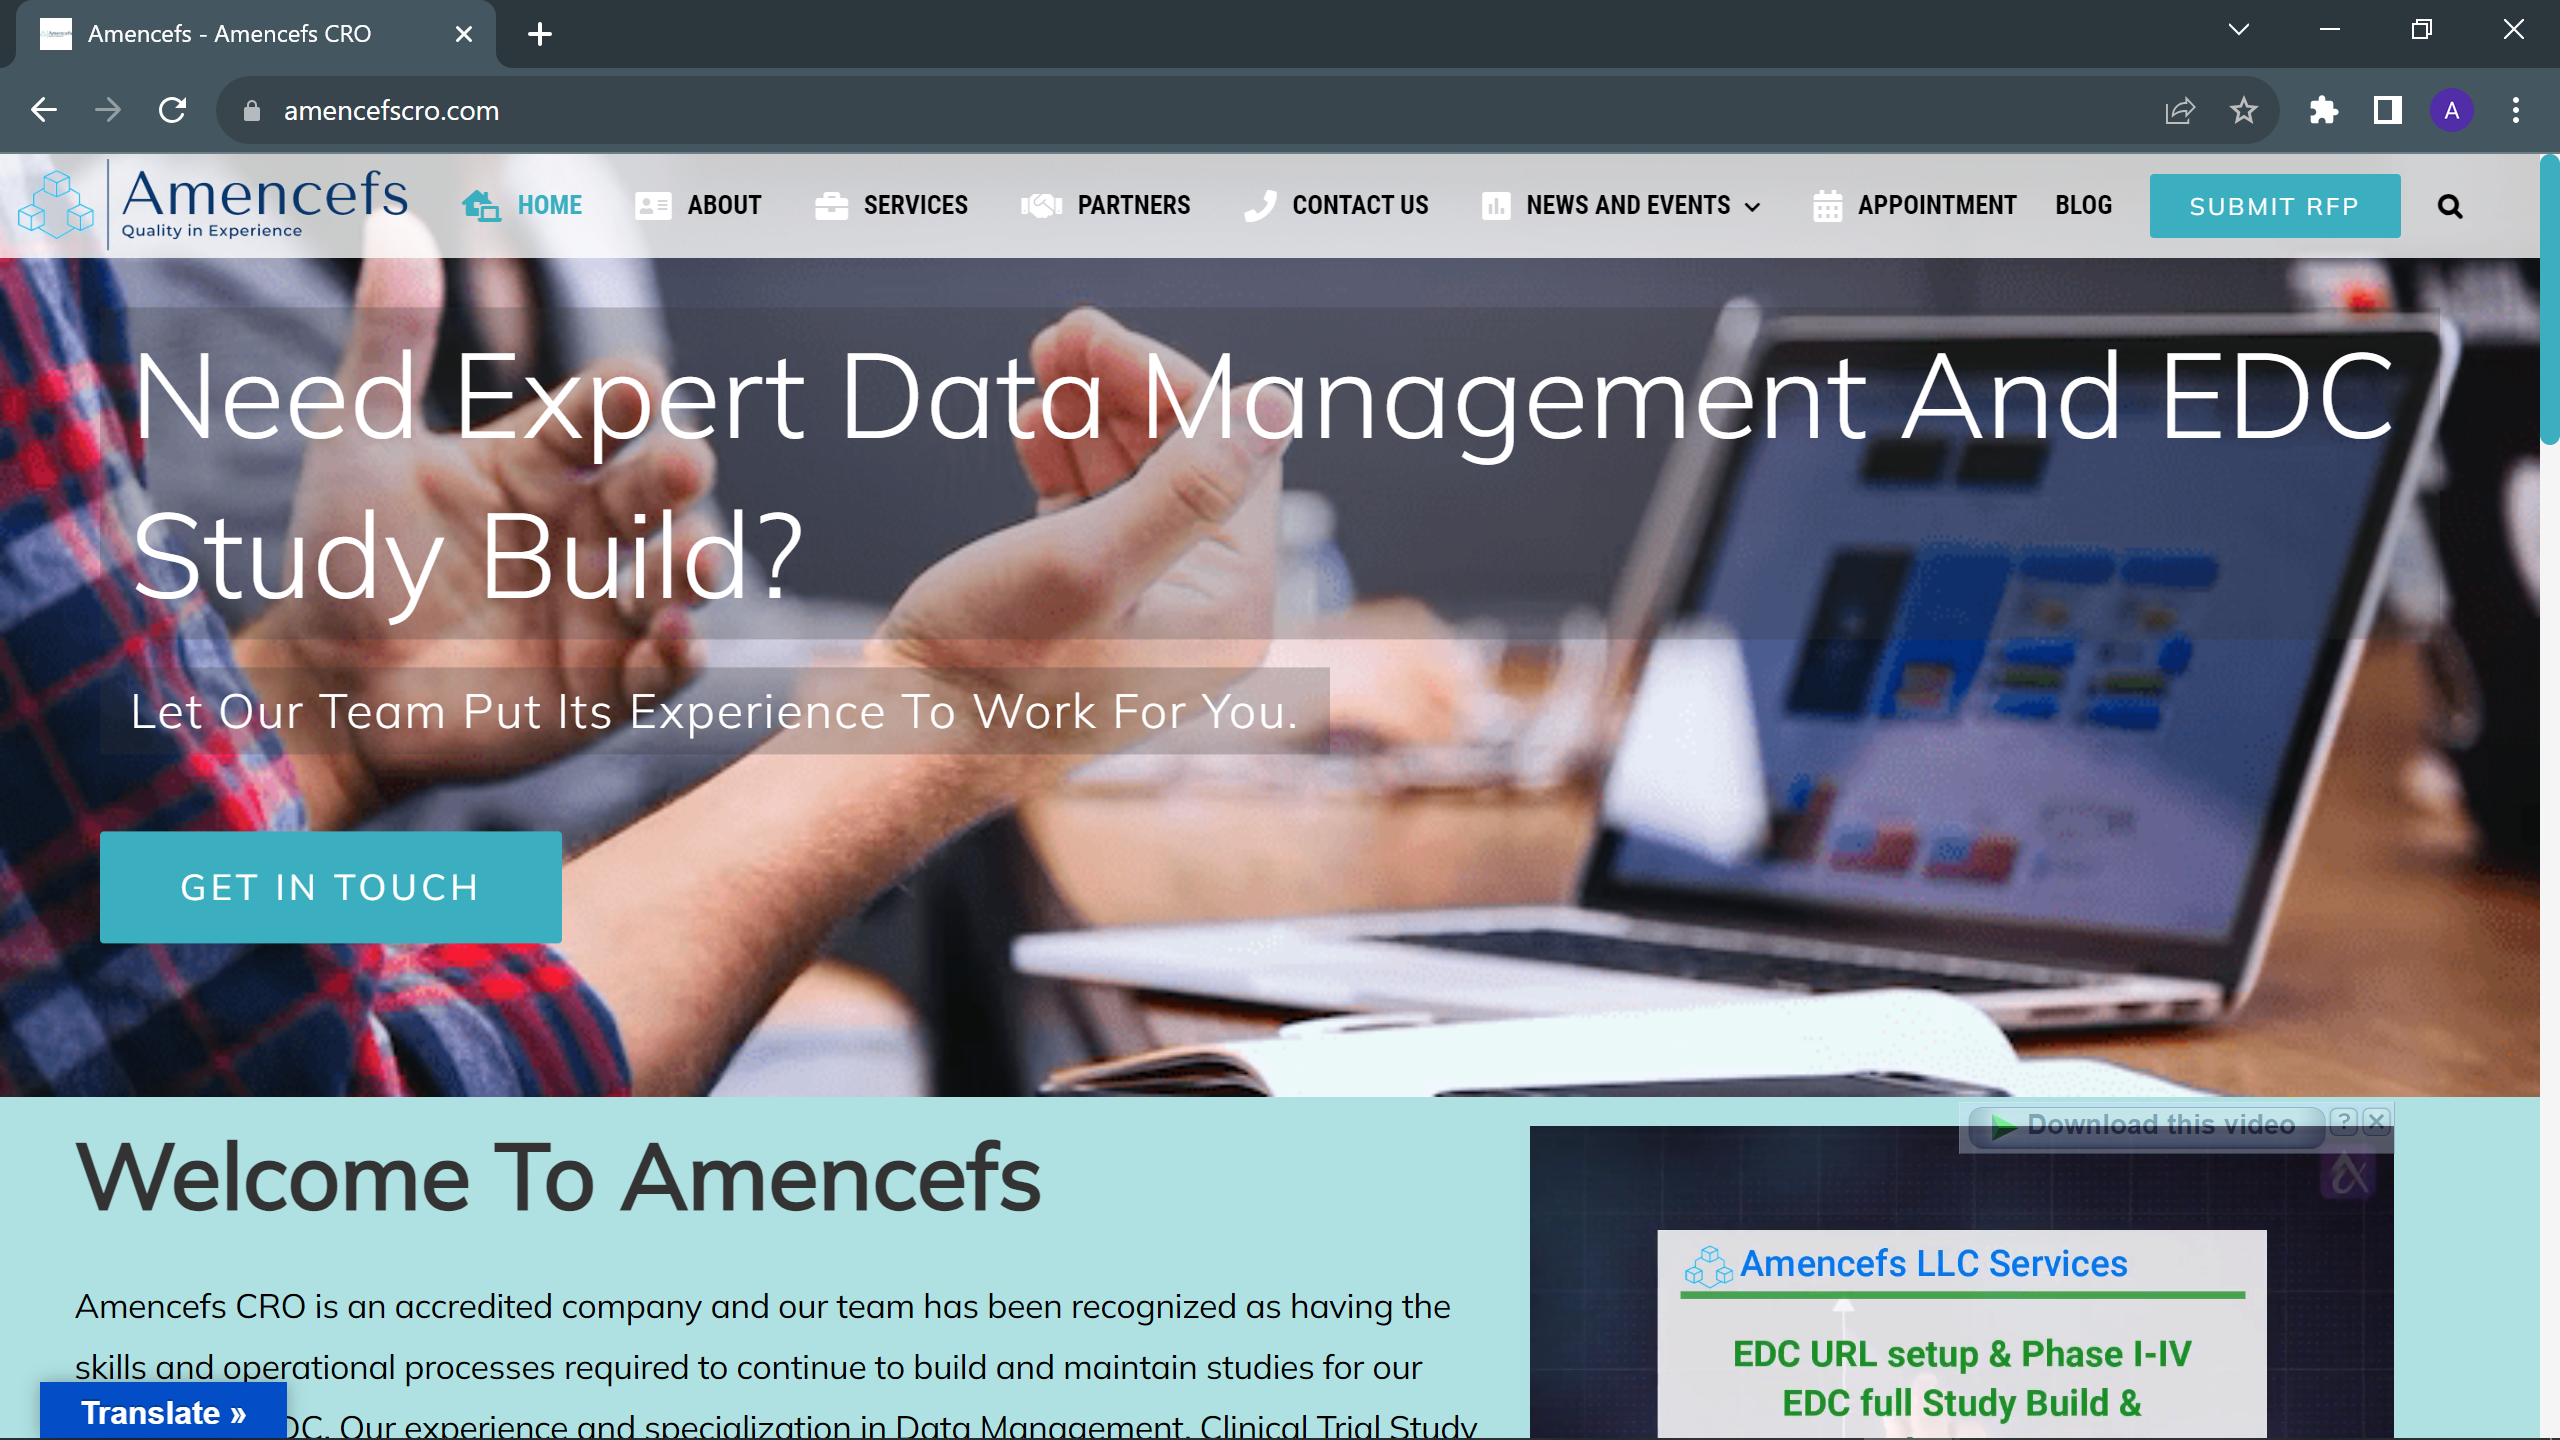 Amencefs - Amencefs CRO
amencefscro.com
A
Amencefs
Quality in Experience
HOME
ABOUT
SERVICES
PARTNERS
CONTACT US
NEWS AND EVENTS
APPOINTMENT
BLOG
SUBMIT RFP
Need Expert Data Management And EDC
Study Build?
Let Our Team Put Its Experience To Work For You.
GET IN TOUCH
Download this video
?
Welcome To Amencefs
Amencefs LLC Services
EDC URL setup & Phase I-IV
EDC full Study Build &
Amencefs CRO is an accredited company and our team has been recognized as having the
skills and operational processes required to continue to build and maintain studies for our
DC. Our experience and specialization in Data Management, Clinical Trial Study
Translate »